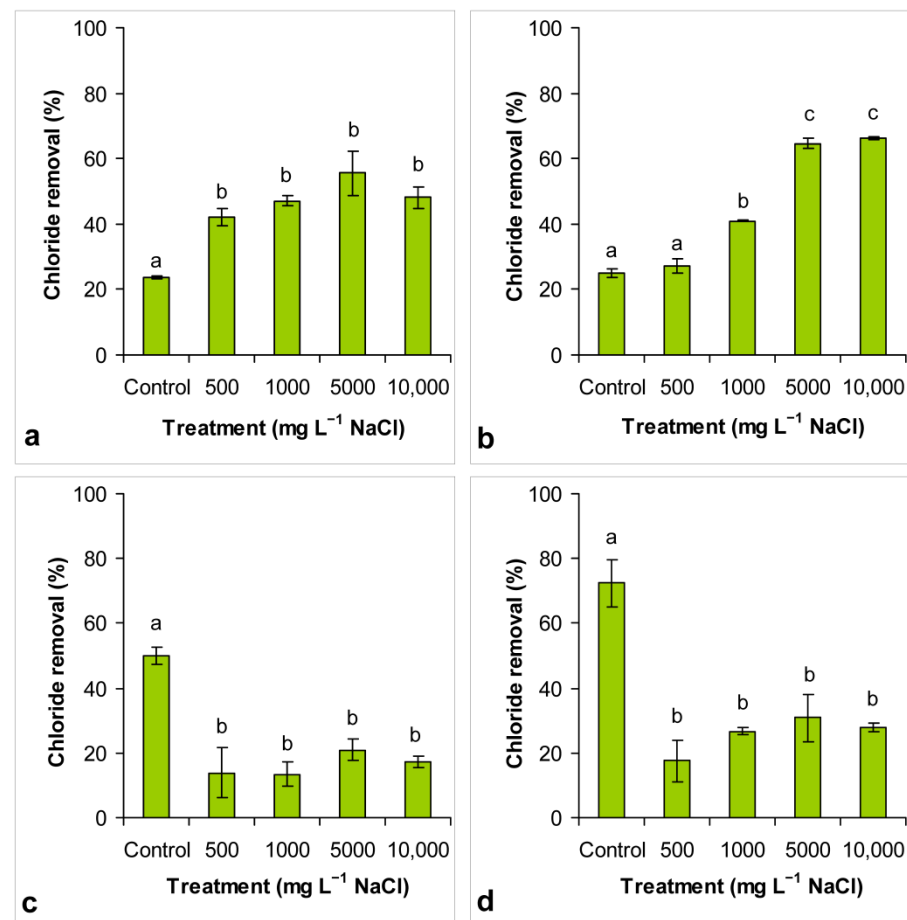 100
80
60
40
20
0
Chloride removal (%)
a
b
b
b
b
Control 500 1000 5000 10,000
Treatment (mg L⁻¹ NaCl)
a
100
80
60
40
20
0
Chloride removal (%)
a
a
b
c
c
Control 500 1000 5000 10,000
Treatment (mg L⁻¹ NaCl)
b
100
80
60
40
20
0
Chloride removal (%)
a
b
b
b
b
Control 500 1000 5000 10,000
Treatment (mg L⁻¹ NaCl)
c
100
80
60
40
20
0
Chloride removal (%)
a
b
b
b
b
Control 500 1000 5000 10,000
Treatment (mg L⁻¹ NaCl)
d